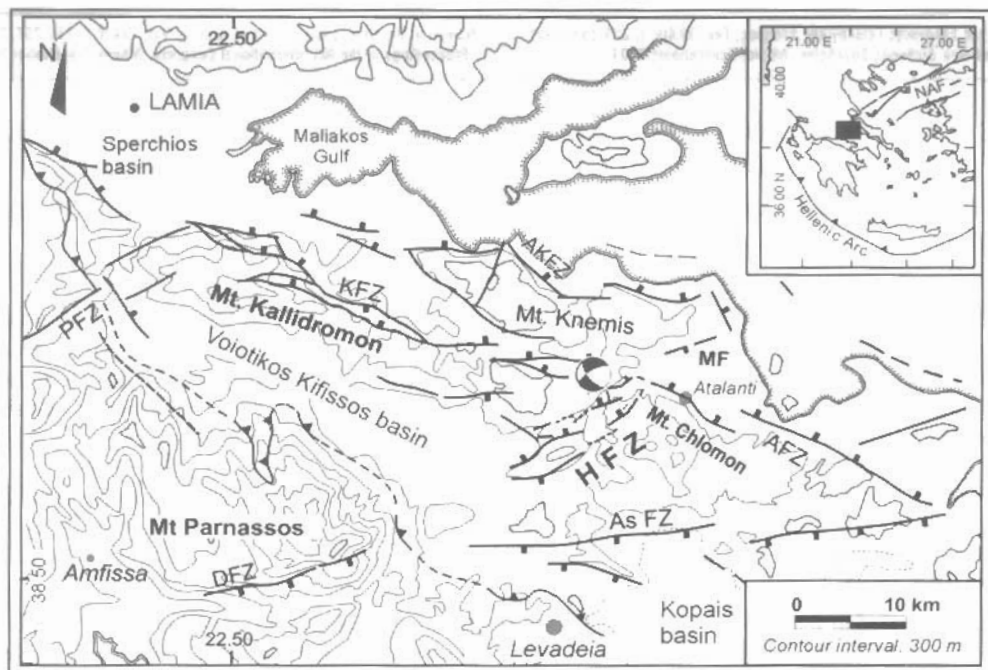 22.50
N
LAMIA
Sperchios
basin
Maliakos
Gulf
21.00 E
27.00 E
40.00
NAF
36.00 N
Hellenic Arc
AKFZ
KFZ
Mt. Kallidromon
Mt. Knemis
PFZ
Voiotikos Kifissos basin
MF
Atalanti
Mt. Chlomon
HFZ
AFZ
As FZ
Mt Parnassos
Amfissa
DFZ
38.50
22.50
Levadeia
Kopais
basin
0 10 km
Contour interval. 300 m